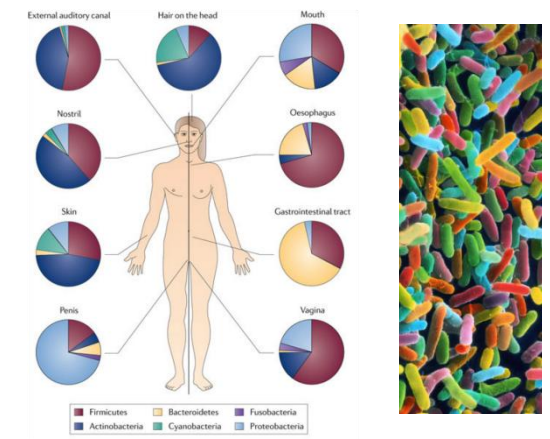 External auditory canal
Hair on the head
Mouth
Nostril
Oesophagus
Skin
Gastrointestinal tract
Penis
Vagina
Firmicutes
Bacteroidetes
Fusobacteria
Actinobacteria
Cyanobacteria
Proteobacteria